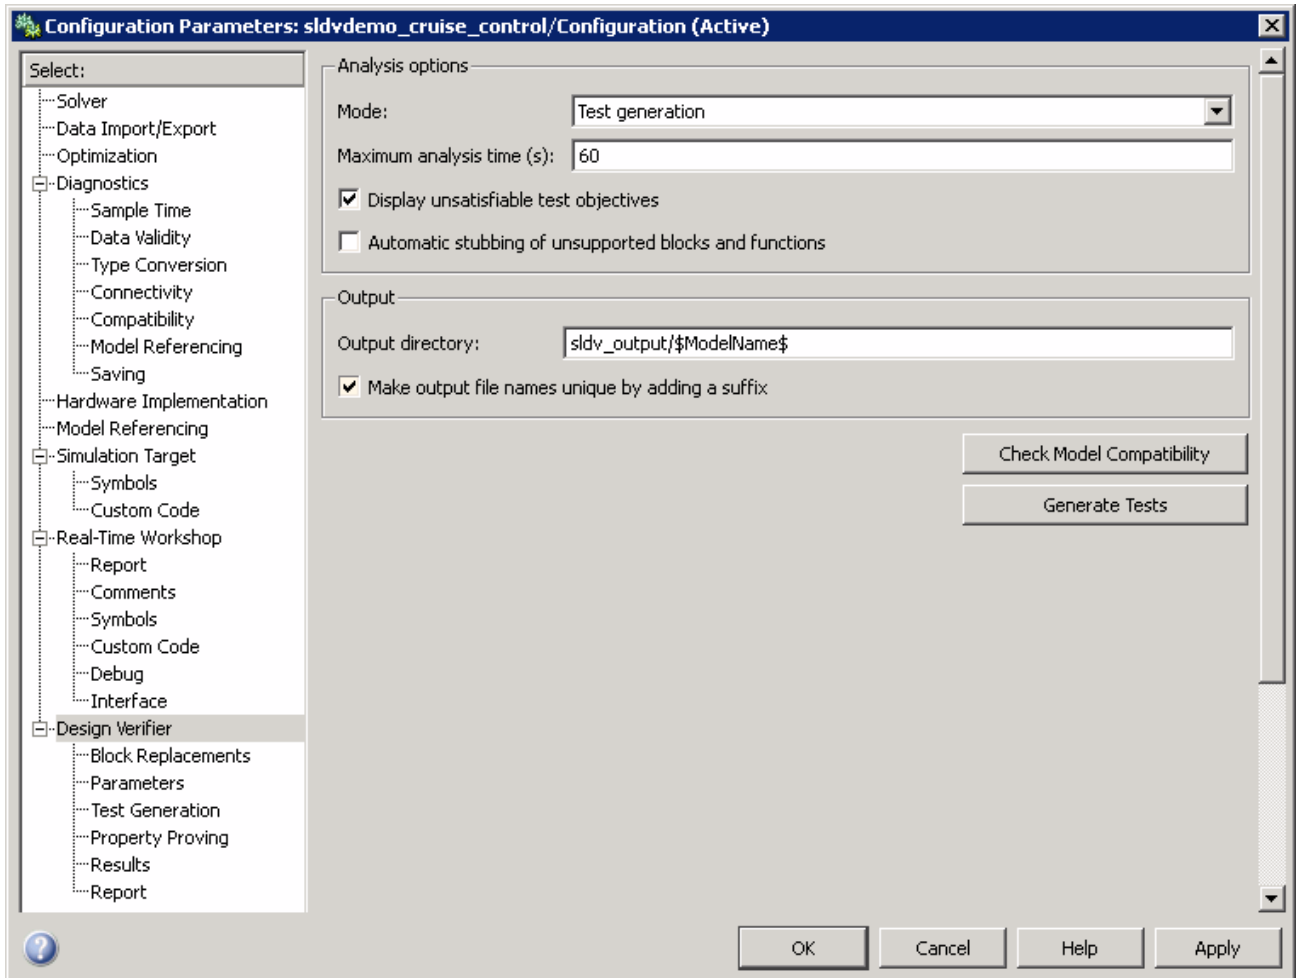 Configuration Parameters: sldvdemo_cruise_control/Configuration (Active)
Select:
Solver
Data Import/Export
Optimization
Diagnostics
Sample Time
Data Validity
Type Conversion
Connectivity
Compatibility
Model Referencing
Saving
Hardware Implementation
Model Referencing
Simulation Target
Symbols
Custom Code
Real-Time Workshop
Report
Comments
Symbols
Custom Code
Debug
Interface
Design Verifier
Block Replacements
Parameters
Test Generation
Property Proving
Results
Report
Analysis options
Mode: Test generation
Maximum analysis time (s): 60
Display unsatisfiable test objectives
Automatic stubbing of unsupported blocks and functions
Output
Output directory: sldv_output/$ModelName$
Make output file names unique by adding a suffix
Check Model Compatibility
Generate Tests
? OK Cancel Help Apply